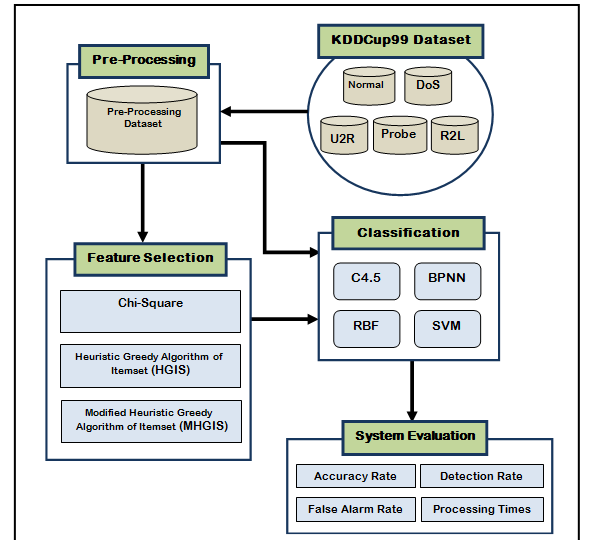 KDDCup99 Dataset
Normal
DoS
U2R
Probe
R2L
Pre-Processing
Pre-Processing
Dataset
Feature Selection
Chi-Square
Heuristic Greedy Algorithm of
Itemset (HGIS)
Modified Heuristic Greedy
Algorithm of Itemset (MHGIS)
Classification
C4.5
BPNN
RBF
SVM
System Evaluation
Accuracy Rate
Detection Rate
False Alarm Rate
Processing Times